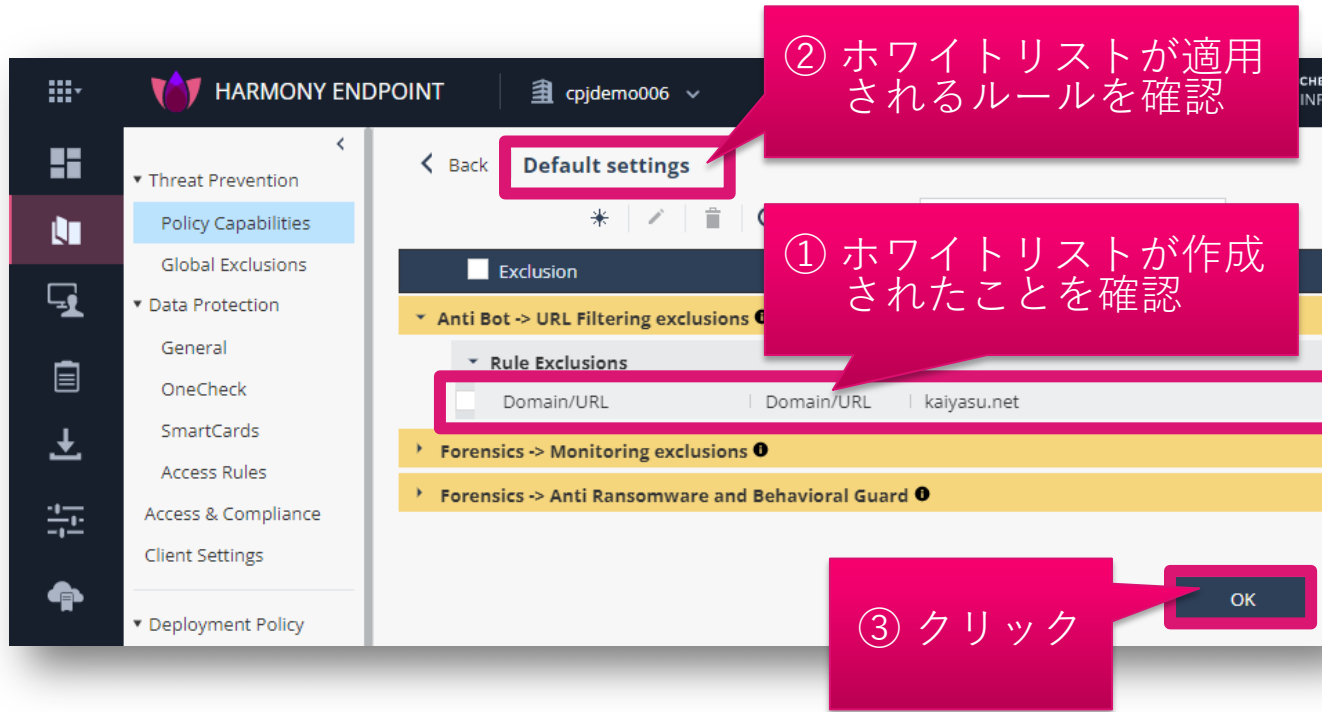 ② ホワイトリストが適用
されるルールを確認
HARMONY ENDPOINT
cpjdemo006
Back
Default settings
▾ Threat Prevention
Policy Capabilities
Global Exclusions
▾ Data Protection
General
OneCheck
SmartCards
Access Rules
Access & Compliance
Client Settings
▾ Deployment Policy
① ホワイトリストが作成
されたことを確認
Exclusion
Anti Bot -> URL Filtering exclusions
Rule Exclusions
Domain/URL Domain/URL kaiyasu.net
Forensics -> Monitoring exclusions
Forensics -> Anti Ransomware and Behavioral Guard
③ クリック
OK